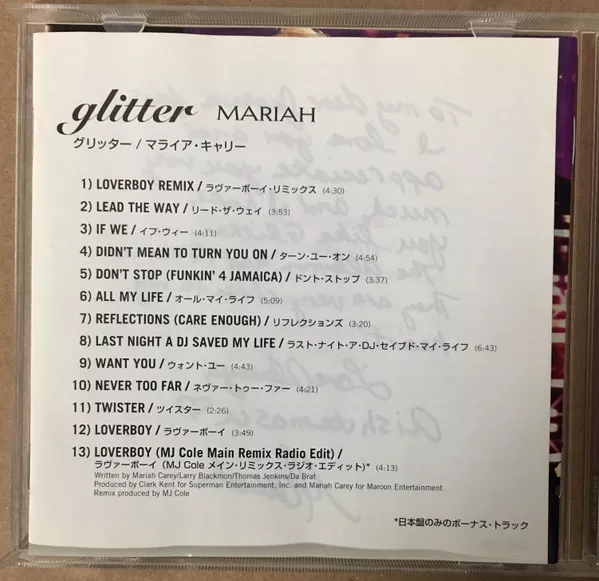 glitter MARIAH
グリッター / マライア・キャリー
1) LOVERBOY REMIX / ラヴァーボーイ・リミックス (4:30)
2) LEAD THE WAY / リード・ザ・ウェイ (3:53)
3) IF WE / イフ・ウィー (4:11)
4) DIDN'T MEAN TO TURN YOU ON / ターン・ユー・オン (4:54)
5) DON'T STOP (FUNKIN' 4 JAMAICA) / ドント・ストップ (3:37)
6) ALL MY LIFE / オール・マイ・ライフ (5:09)
7) REFLECTIONS (CARE ENOUGH) / リフレクションズ (3:20)
8) LAST NIGHT A DJ SAVED MY LIFE / ラスト・ナイト・ア・DJ・セイブド・マイ・ライフ (6:43)
9) WANT YOU / ウォント・ユー (4:43)
10) NEVER TOO FAR / ネヴァー・トゥー・ファー (4:21)
11) TWISTER / ツイスター (2:26)
12) LOVERBOY / ラヴァーボーイ (3:49)
13) LOVERBOY (MJ Cole Main Remix Radio Edit) /
ラヴァーボーイ (MJ Cole メイン・リミックス・ラジオ・エディット)* (4:13)
Written by Mariah Carey/Larry Blackmon/Thomas Jenkins/Da Brat
Produced by Clark Kent for Superman Entertainment, Inc. and Mariah Carey for Maroon Entertainment
Remix produced by MJ Cole
*日本盤のみのボーナス・トラック